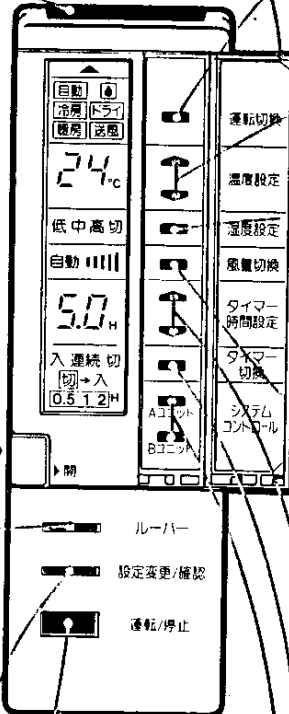 自動
冷房 ドライ
暖房 送風
24℃
低中高切
自動
5.0H
入 連続 切
切→入
0.5 1 2H
運転切換
温度設定
湿度設定
風量切換
タイマー
時間設定
タイマー
切換
Aユニット
Bユニット
システム
コントロール
開
ルーバー
設定変更/確認
運転/停止